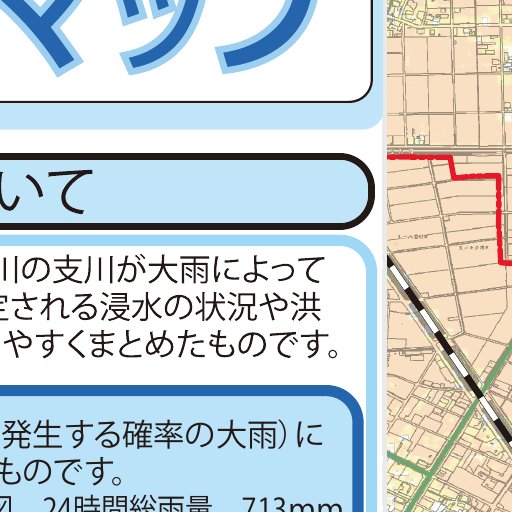 マップ
いて
川の支川が大雨によって
定される浸水の状況や洪
やすくまとめたものです。
発生する確率の大雨）に
ものです。
24時間総雨量 713mm